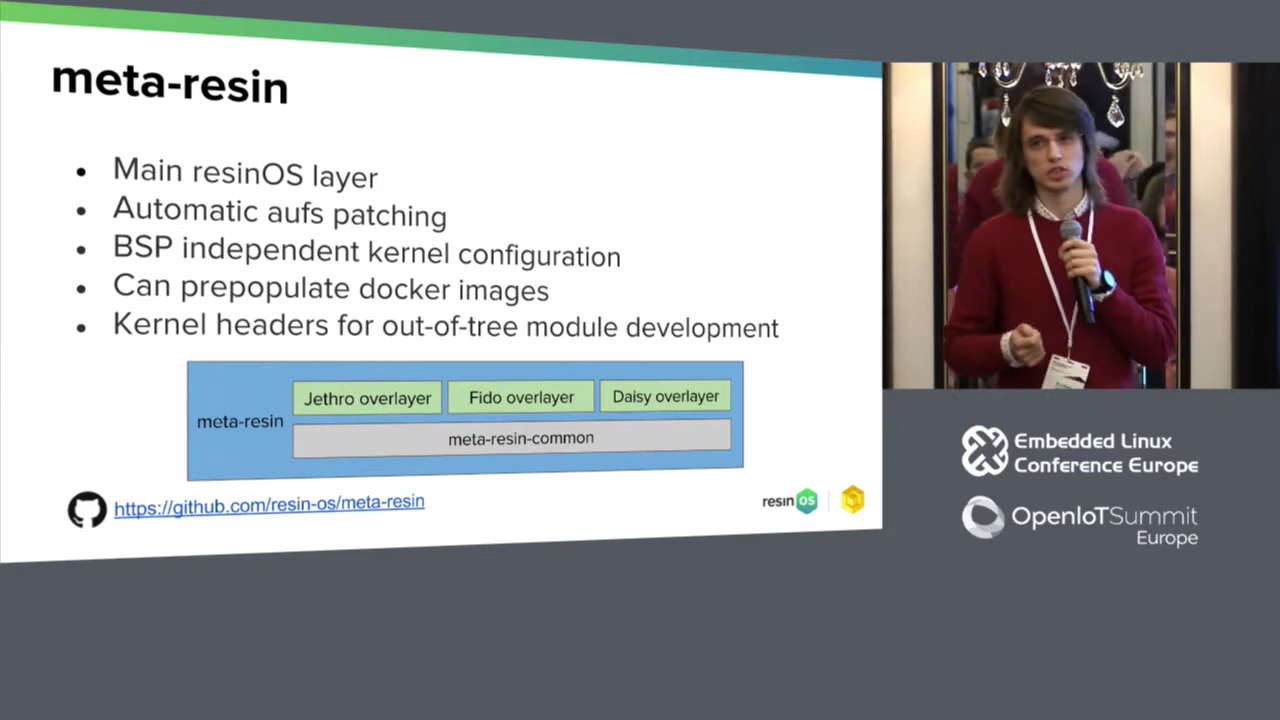 meta-resin
Main resinOS layer
Automatic aufs patching
BSP independent kernel configuration
Can prepopulate docker images
Kernel headers for out-of-tree module development
Jethro overlayer
Fido overlayer
Daisy overlayer
meta-resin
meta-resin-common
https://github.com/resin-os/meta-resin
resin OS
Embedded Linux
Conference Europe
OpenIoTSummit
Europe